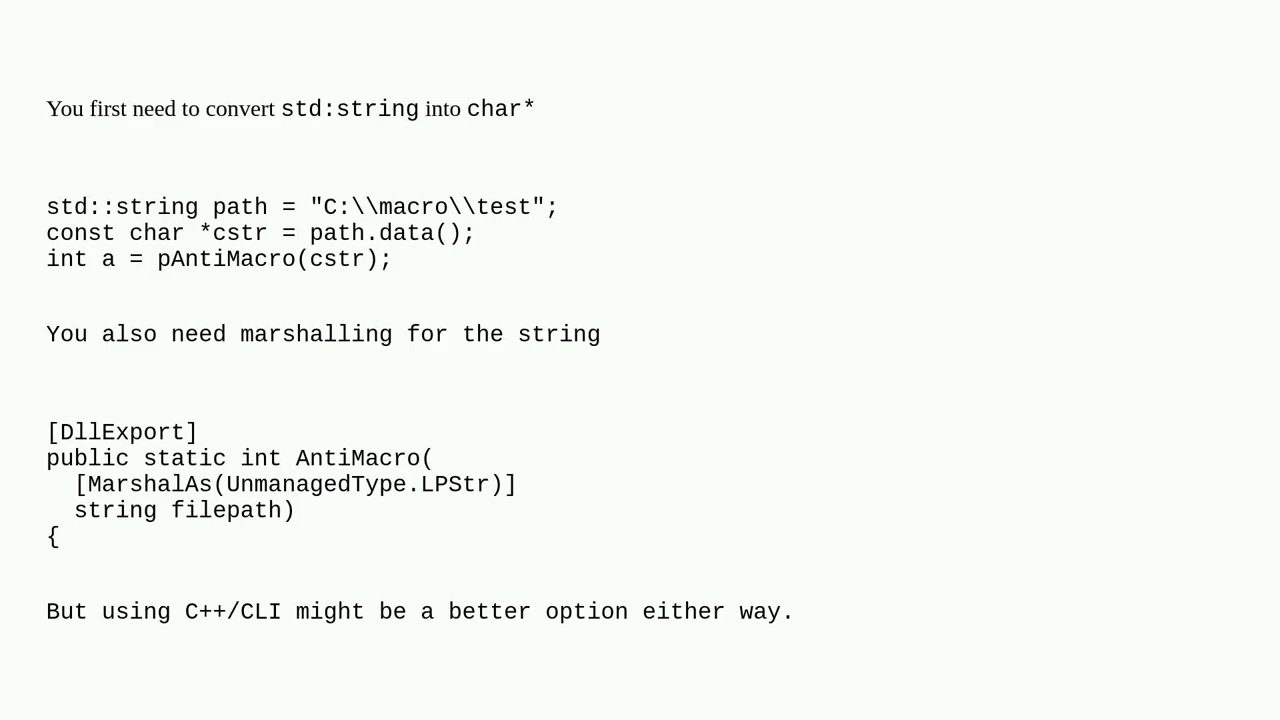 You first need to convert std:string into char*
std::string path = "C:\\macro\\test";
const char *cstr = path.data();
int a = pAntiMacro(cstr);
You also need marshalling for the string
[DllExport]
public static int AntiMacro(
  [MarshalAs(UnmanagedType.LPStr)]
  string filepath)
{
But using C++/CLI might be a better option either way.